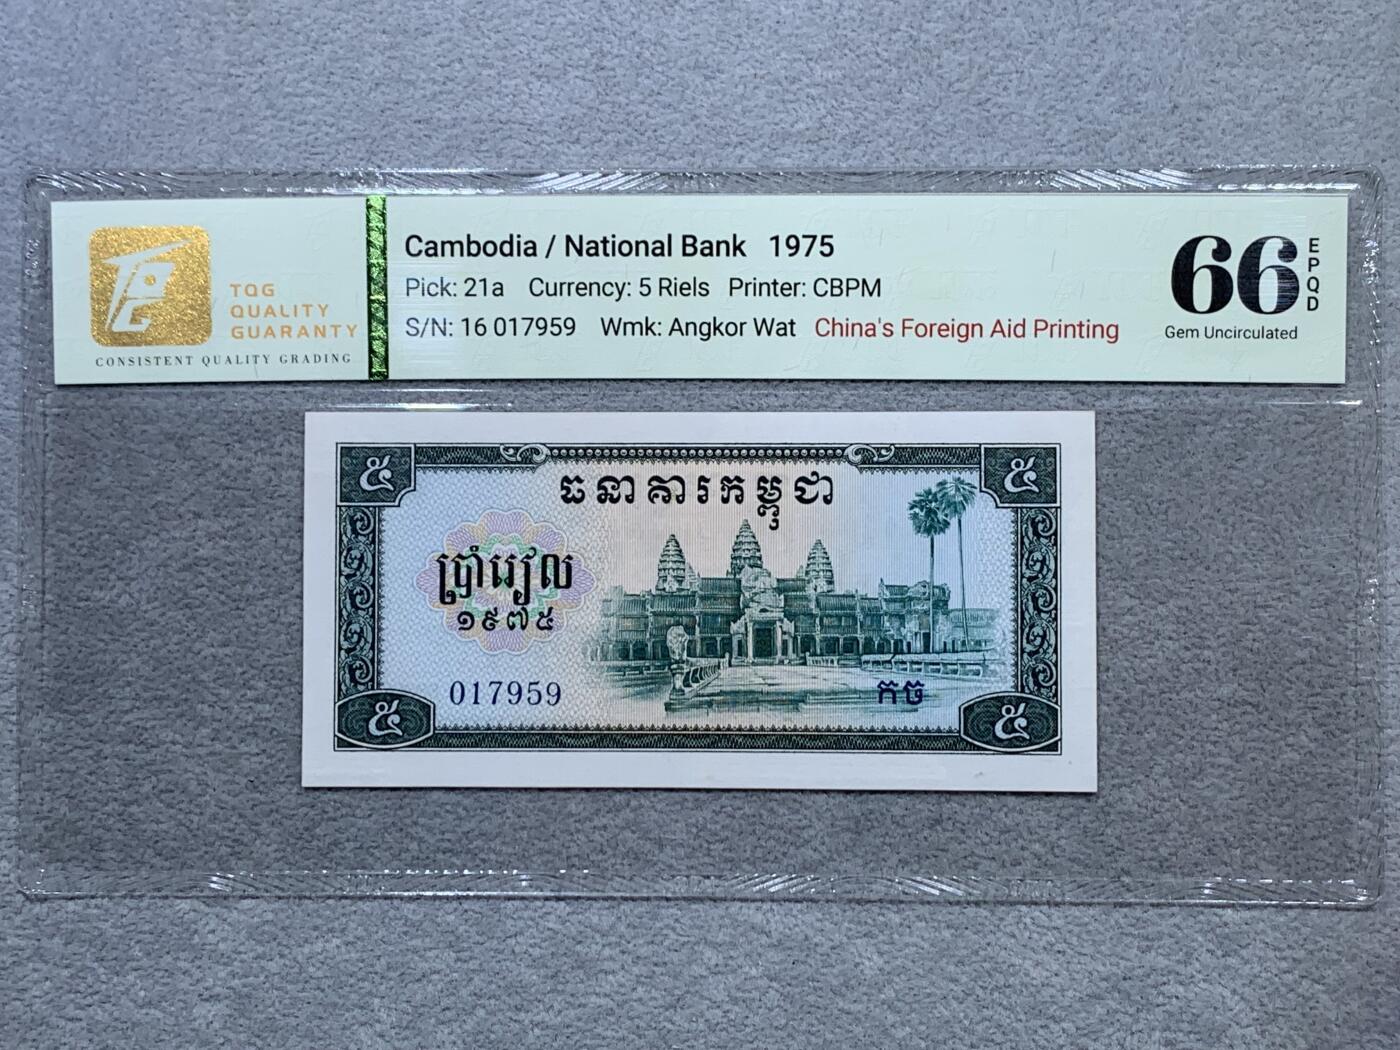 TQG
QUALITY
GUARANTY
CONSISTENT QUALITY GRADING
Cambodia / National Bank 1975
Pick: 21a Currency: 5 Riels Printer: CBPM
S/N: 16 017959 Wmk: Angkor Wat China's Foreign Aid Printing
66
EPQD
Gem Uncirculated
៥ ៥
ធនាគារកម្ពុជា
ប្រាំរៀល
១៩៧៥
017959 កច
៥ ៥